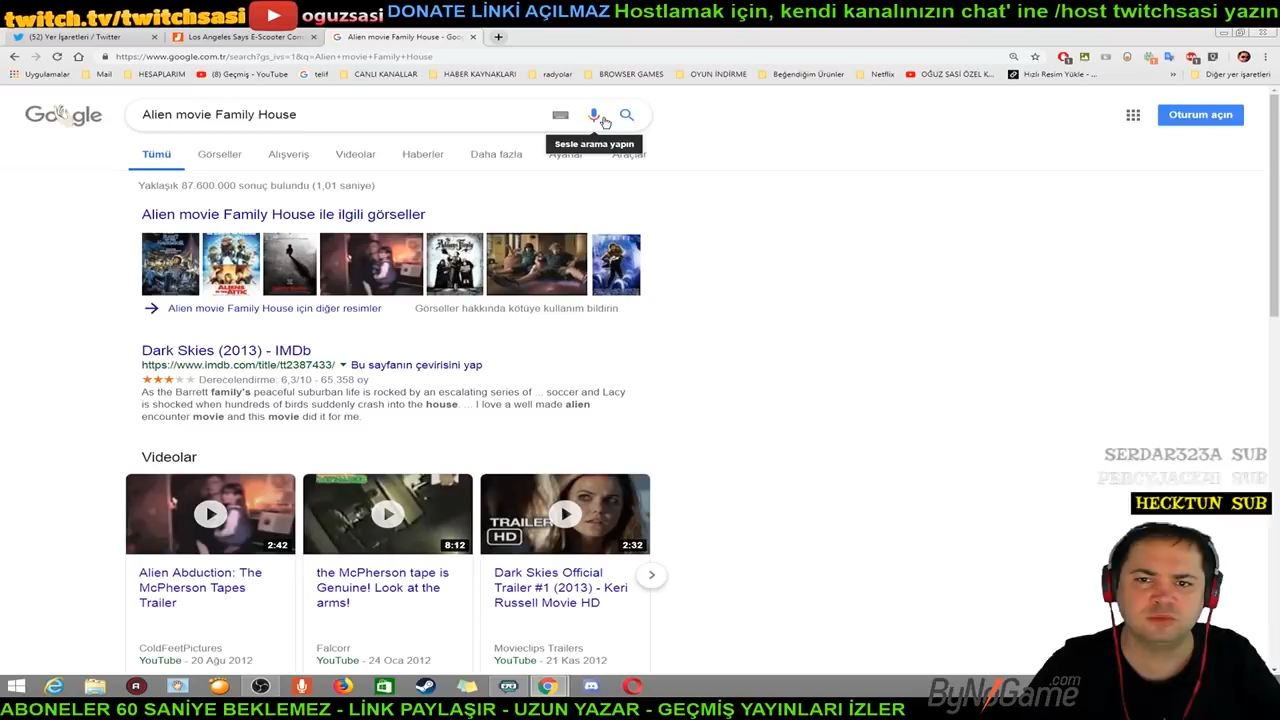 twitch.tv/twitchsasi oguzsasi DONATE LİNKİ AÇILMAZ Hostlamak için, kendi kanalınızın chat' ine /host twitchsasi yazın
(52) Yer İşaretleri / Twitter Los Angeles Says E-Scooter Con Alien movie Family House - Goo
https://www.google.com.tr/search?gs_ivs=1&q=Alien+movie+Family+House
Uygulamalar Mail HESAPLARIM (8) Geçmiş - YouTube telif CANLI KANALLAR HABER KAYNAKLARI radyolar BROWSER GAMES OYUN İNDİRME Beğendiğim Ürünler Netflix OĞUZ SASİ ÖZEL K... Hızlı Resim Yükle - ... Diğer yer işaretleri
Google Alien movie Family House Oturum açın
Sesle arama yapın
Tümü Görseller Alışveriş Videolar Haberler Daha fazla Ayarlar Araçlar
Yaklaşık 87.600.000 sonuç bulundu (1,01 saniye)
Alien movie Family House ile ilgili görseller
Alien movie Family House için diğer resimler Görseller hakkında kötüye kullanım bildirin
Dark Skies (2013) - IMDb
https://www.imdb.com/title/tt2387433/ Bu sayfanın çevirisini yap
Derecelendirme: 6,3/10 - 65.358 oy
As the Barrett family's peaceful suburban life is rocked by an escalating series of ... soccer and Lacy
is shocked when hundreds of birds suddenly crash into the house. ... I love a well made alien
encounter movie and this movie did it for me.
Videolar
SERDAR323A SUB
HECKTUN SUB
TRAILER HD
2:42 8:12 2:32
Alien Abduction: The McPherson Tapes Trailer
the McPherson tape is Genuine! Look at the arms!
Dark Skies Official Trailer #1 (2013) - Keri Russell Movie HD
ColdFeetPictures Falcorr Movieclips Trailers
YouTube - 20 Ağu 2012 YouTube - 24 Oca 2012 YouTube - 21 Kas 2012
ByNoGame.com
ABONELER 60 SANİYE BEKLEMEZ - LİNK PAYLAŞIR - UZUN YAZAR - GEÇMİŞ YAYINLARI İZLER